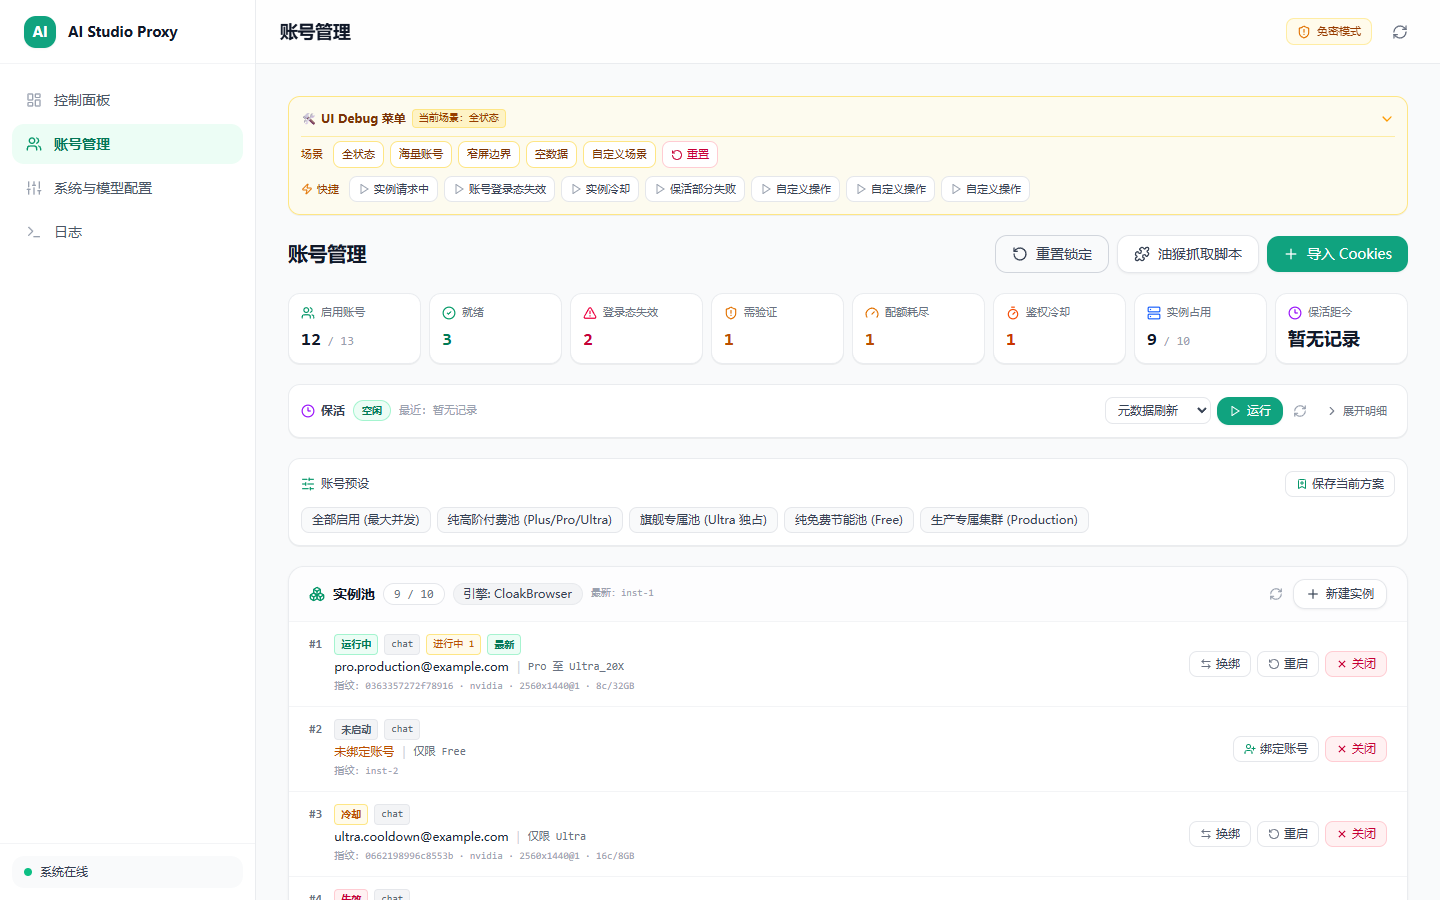 AI
AI Studio Proxy
控制面板
账号管理
系统与模型配置
日志
系统在线
账号管理
免密模式
UI Debug 菜单 当前场景: 全状态
场景 全状态 海量账号 窄屏边界 空数据 自定义场景 重置
快捷 实例请求中 账号登录态失效 实例冷却 保活部分失败 自定义操作 自定义操作 自定义操作
账号管理
重置锁定 油猴抓取脚本 导入 Cookies
启用账号
12 / 13
就绪
3
登录态失效
2
需验证
1
配额耗尽
1
鉴权冷却
1
实例占用
9 / 10
保活距今
暂无记录
保活 空闲 最近: 暂无记录 元数据刷新 运行 展开明细
账号预设 保存当前方案
全部启用 (最大并发) 纯高阶付费池 (Plus/Pro/Ultra) 旗舰专属池 (Ultra 独占) 纯免费节能池 (Free) 生产专属集群 (Production)
实例池 9 / 10 引擎: CloakBrowser 最新: inst-1 新建实例
#1 运行中 chat 进行中 1 最新
pro.production@example.com | Pro 至 Ultra_20X
指纹: 0363357272f78916 · nvidia · 2560x1440@1 · 8c/32GB
换绑 重启 关闭
#2 未启动 chat
未绑定账号 | 仅限 Free
指纹: inst-2
绑定账号 关闭
#3 冷却 chat
ultra.cooldown@example.com | 仅限 Ultra
指纹: 0662198996c8553b · nvidia · 2560x1440@1 · 16c/8GB
换绑 重启 关闭
#4 失效 chat